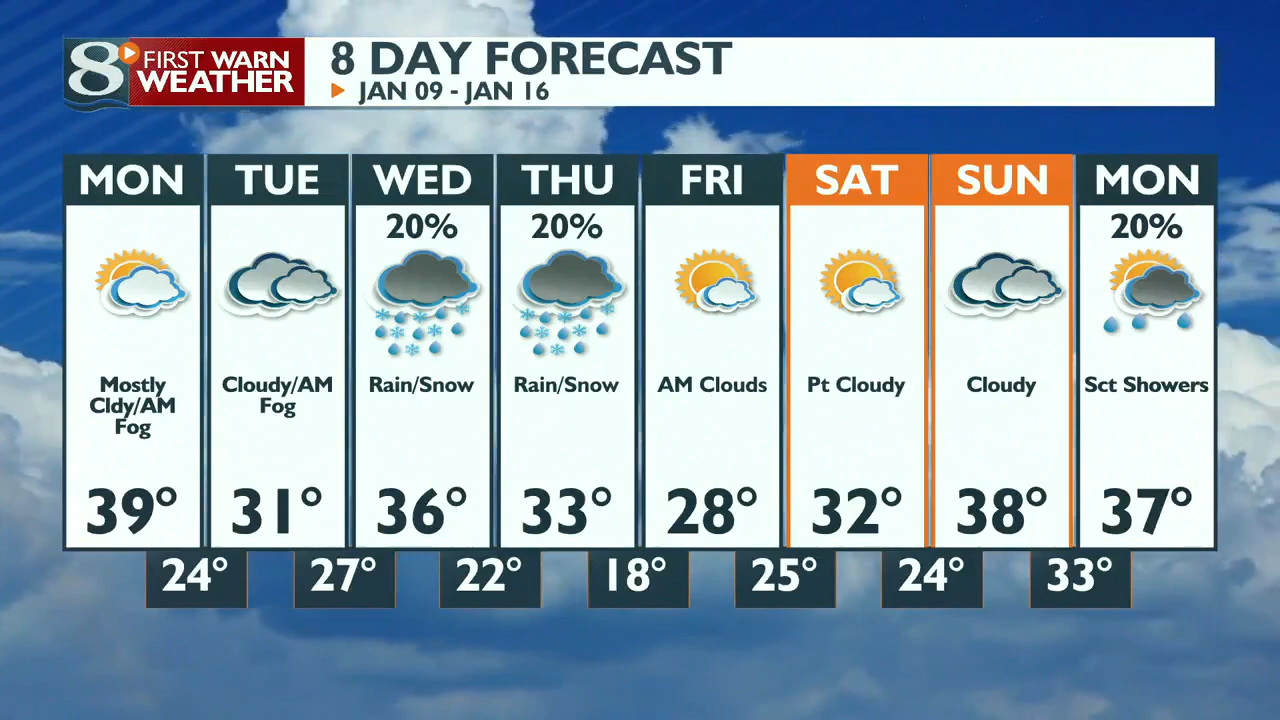 8 FIRST WARN
WEATHER
8 DAY FORECAST
JAN 09 - JAN 16
MON
Mostly
Cldy/AM
Fog
39°
TUE
Cloudy/AM
Fog
31°
WED
20%
Rain/Snow
36°
THU
20%
Rain/Snow
33°
FRI
AM Clouds
28°
SAT
Pt Cloudy
32°
SUN
Cloudy
38°
MON
20%
Sct Showers
37°
24°
27°
22°
18°
25°
24°
33°